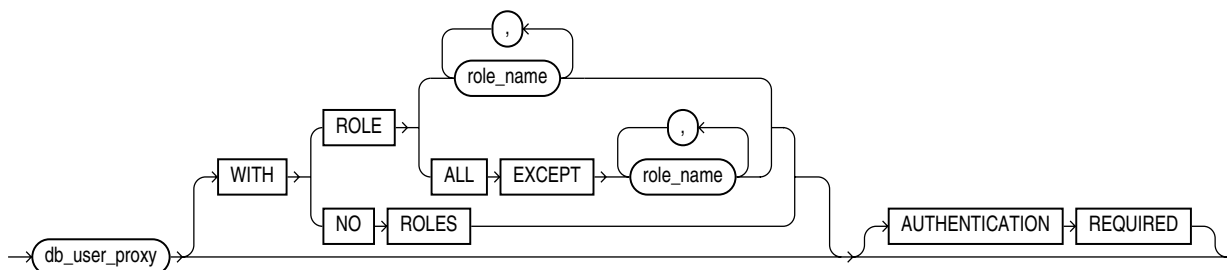 ,
role_name
ROLE
,
WITH
ALL EXCEPT role_name
NO ROLES
AUTHENTICATION REQUIRED
db_user_proxy